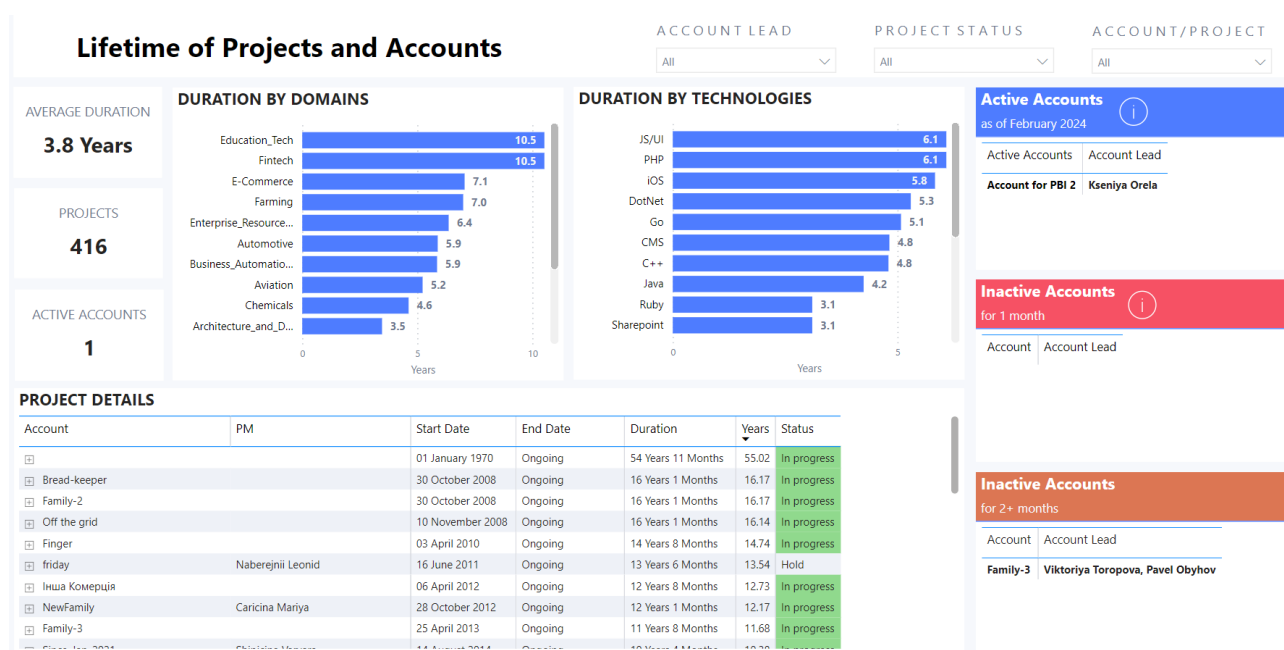 Lifetime of Projects and Accounts
ACCOUNT LEAD
All
PROJECT STATUS
All
ACCOUNT/PROJECT
All
AVERAGE DURATION
3.8 Years
PROJECTS
416
ACTIVE ACCOUNTS
1
DURATION BY DOMAINS
Education_Tech 10.5
Fintech 10.5
E-Commerce 7.1
Farming 7.0
Enterprise_Resource... 6.4
Automotive 5.9
Business_Automatio... 5.9
Aviation 5.2
Chemicals 4.6
Architecture_and_D... 3.5
0 5 10
Years
DURATION BY TECHNOLOGIES
JS/UI 6.1
PHP 6.1
iOS 5.8
DotNet 5.3
Go 5.1
CMS 4.8
C++ 4.8
Java 4.2
Ruby 3.1
Sharepoint 3.1
0 5
Years
Active Accounts
as of February 2024
Active Accounts Account Lead
Account for PBI 2 Kseniya Orela
Inactive Accounts
for 1 month
Account Account Lead
Inactive Accounts
for 2+ months
Account Account Lead
Family-3 Viktoriya Toropova, Pavel Obyhov
PROJECT DETAILS
Account PM Start Date End Date Duration Years Status
01 January 1970 Ongoing 54 Years 11 Months 55.02 In progress
Bread-keeper 30 October 2008 Ongoing 16 Years 1 Months 16.17 In progress
Family-2 30 October 2008 Ongoing 16 Years 1 Months 16.17 In progress
Off the grid 10 November 2008 Ongoing 16 Years 1 Months 16.14 In progress
Finger 03 April 2010 Ongoing 14 Years 8 Months 14.74 In progress
friday Naberejnii Leonid 16 June 2011 Ongoing 13 Years 6 Months 13.54 Hold
Інша Комерція 06 April 2012 Ongoing 12 Years 8 Months 12.73 In progress
NewFamily Caricina Mariya 28 October 2012 Ongoing 12 Years 1 Months 12.17 In progress
Family-3 25 April 2013 Ongoing 11 Years 8 Months 11.68 In progress